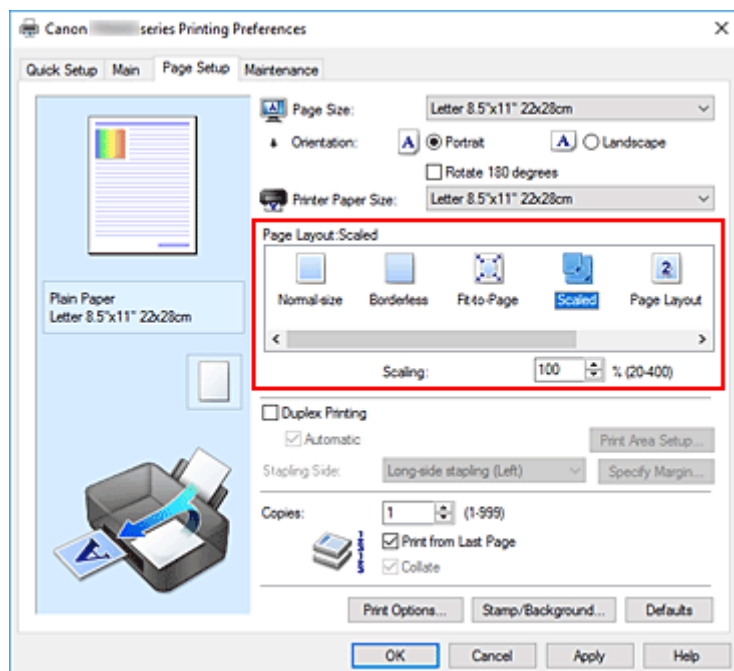 Canon series Printing Preferences
Quick Setup Main Page Setup Maintenance
Page Size: Letter 8.5"x11" 22x28cm
Orientation: A Portrait A Landscape
Rotate 180 degrees
Printer Paper Size: Letter 8.5"x11" 22x28cm
Page Layout:Scaled
2
Normal-size Borderless Fit-to-Page Scaled Page Layout
Scaling: 100 % (20-400)
Plain Paper
Letter 8.5"x11" 22x28cm
Duplex Printing
Automatic Print Area Setup...
Stapling Side: Long-side stapling (Left) Specify Margin...
Copies: 1 (1-999)
Print from Last Page
Collate
A
Print Options... Stamp/Background... Defaults
OK Cancel Apply Help